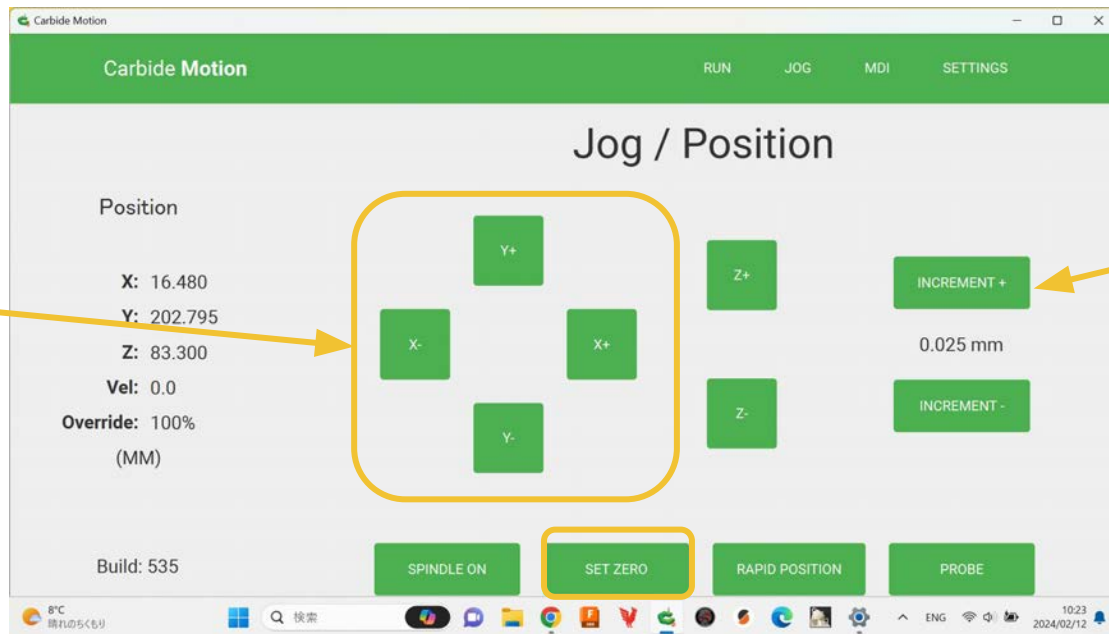 Carbide Motion
Carbide Motion
RUN JOG MDI SETTINGS
Jog / Position
Position
X: 16.480
Y: 202.795
Z: 83.300
Vel: 0.0
Override: 100%
(MM)
Y+
X-
X+
Y-
Z+
Z-
INCREMENT +
0.025 mm
INCREMENT -
Build: 535
SPINDLE ON
SET ZERO
RAPID POSITION
PROBE
8°C
晴れのちくもり
検索
ENG
10:23
2024/02/12